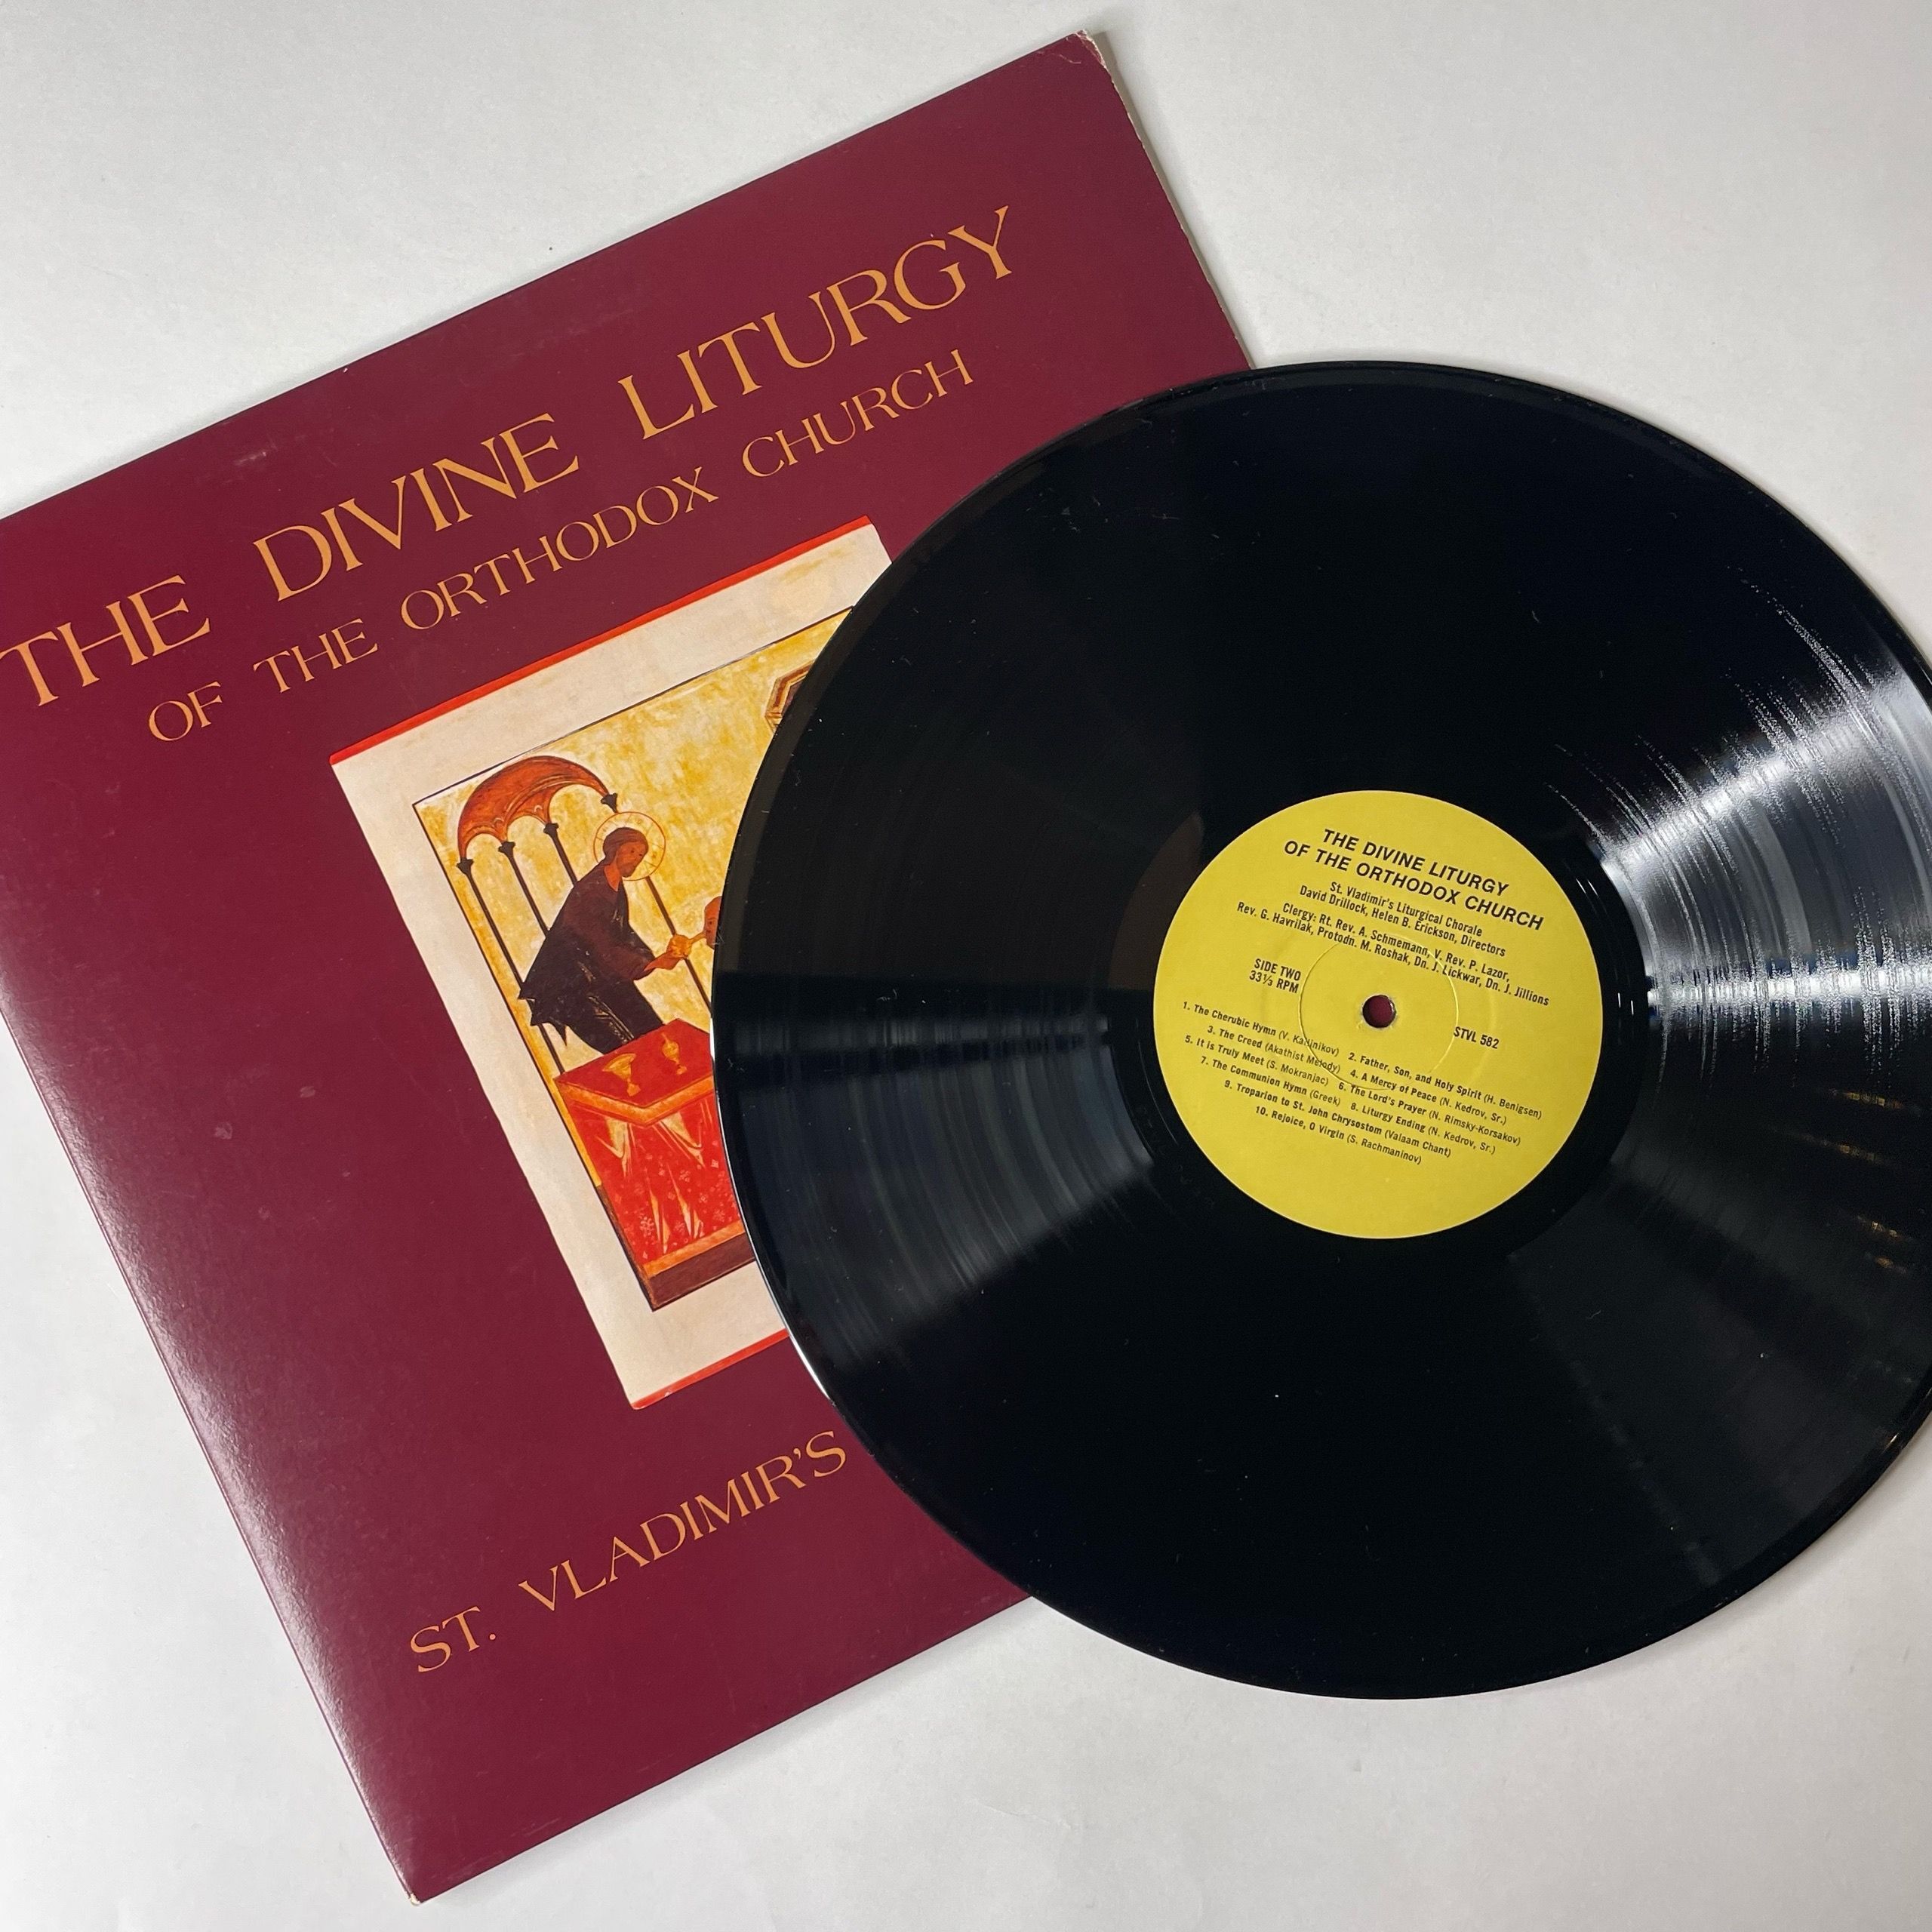 THE DIVINE LITURGY
OF THE ORTHODOX CHURCH
ST. VLADIMIR'S
THE DIVINE LITURGY
OF THE ORTHODOX CHURCH
St. Vladimir's Liturgical Chorale
David Drillock, Helen B. Erickson, Directors
Clergy: Rt. Rev. A. Schmemann, V. Rev. P. Lazor,
Rev. G. Havrilak, Protodn. M. Roshak, Dn. J. Lickwar, Dn. J. Jillions
SIDE TWO
33⅓ RPM
STVL 582
1. The Cherubic Hymn (V. Kalinnikov) 2. Father, Son, and Holy Spirit (H. Benigsen)
3. The Creed (Akathist Melody) 4. A Mercy of Peace (N. Kedrov, Sr.)
5. It is Truly Meet (S. Mokranjac) 6. The Lord's Prayer (N. Rimsky-Korsakov)
7. The Communion Hymn (Greek) 8. Liturgy Ending (N. Kedrov, Sr.)
9. Troparion to St. John Chrysostom (Valaam Chant)
10. Rejoice, O Virgin (S. Rachmaninov)